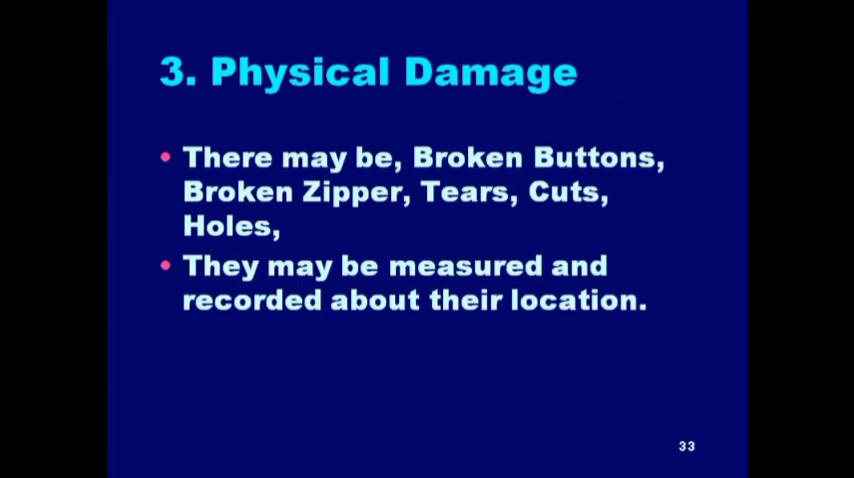 3. Physical Damage
• There may be, Broken Buttons,
Broken Zipper, Tears, Cuts,
Holes,
• They may be measured and
recorded about their location.
33